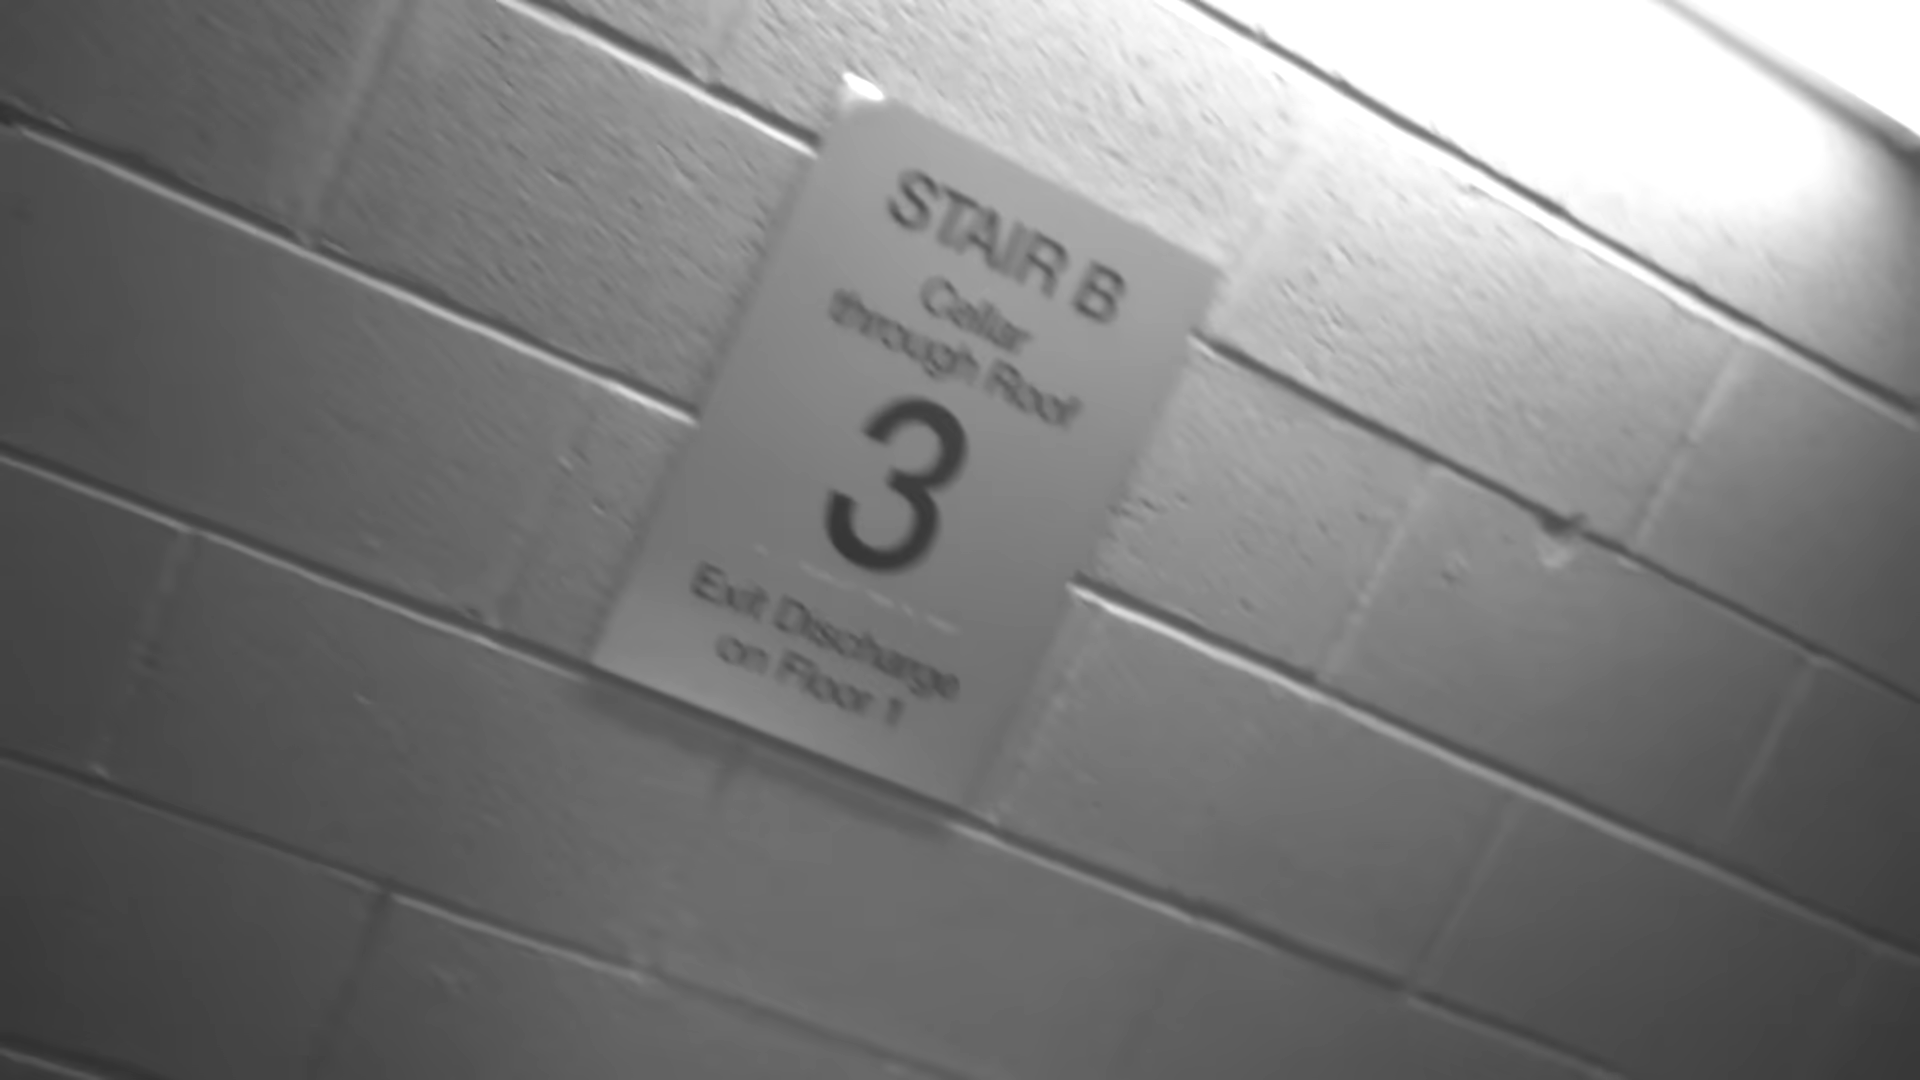 STAIR B
Cellar
through Roof
3
Exit Discharge
on Floor 1